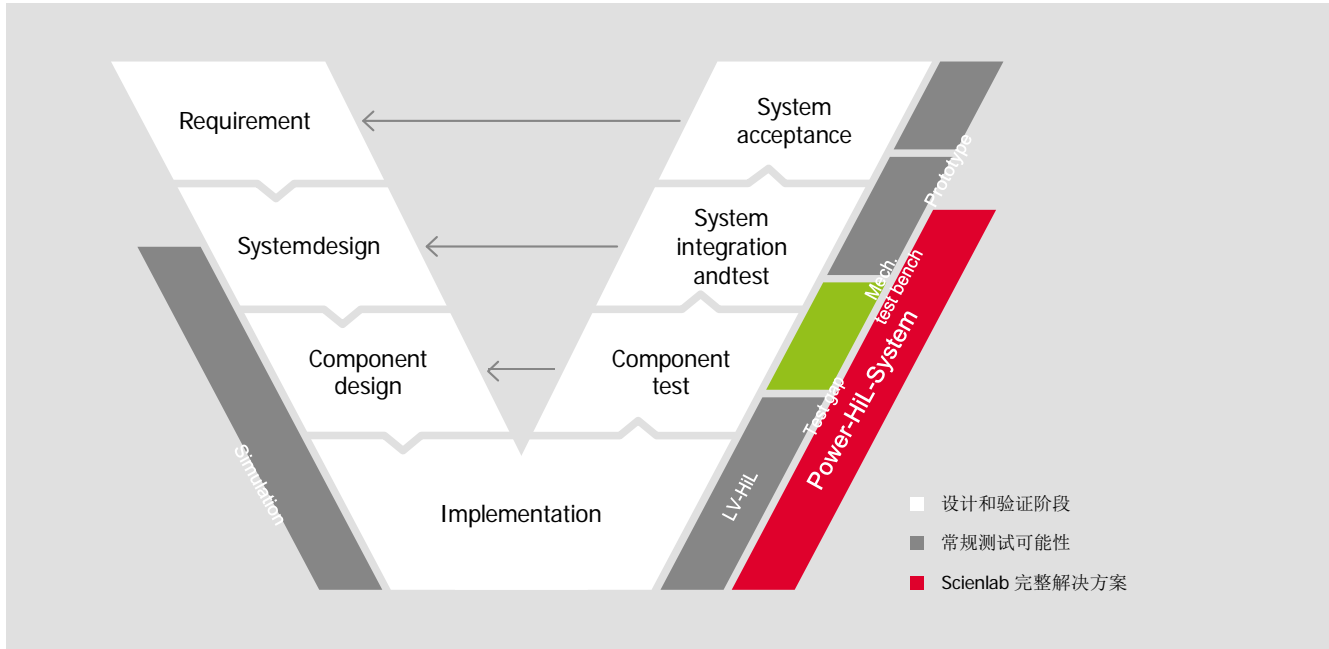 Requirement
System
acceptance
Systemdesign
System
integration
andtest
Component
design
Component
test
Implementation
Simulation
LV-HiL
Test gap
Mech.
test bench
Prototype
Power-HiL-System
设计和验证阶段
常规测试可能性
Scienlab 完整解决方案